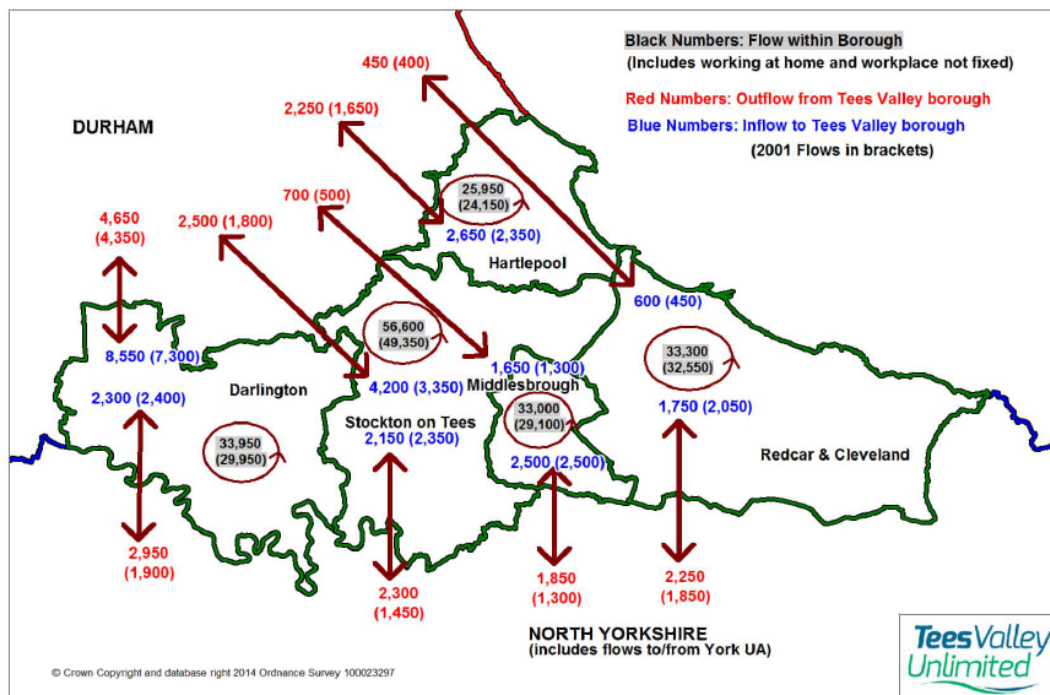 Black Numbers: Flow within Borough
(Includes working at home and workplace not fixed)
Red Numbers: Outflow from Tees Valley borough
Blue Numbers: Inflow to Tees Valley borough
(2001 Flows in brackets)
450 (400)
2,250 (1,650)
DURHAM
700 (500)
25,950
(24,150)
4,650
(4,350)
2,500 (1,800)
2,650 (2,350)
Hartlepool
600 (450)
56,600
(49,350)
33,300
(32,550)
8,550 (7,300)
1,650 (1,300)
Darlington
4,200 (3,350)
Middlesbrough
2,300 (2,400)
33,000
(29,100)
1,750 (2,050)
Stockton on Tees
2,150 (2,350)
33,950
(29,950)
2,500 (2,500)
Redcar & Cleveland
2,950
(1,900)
2,300
(1,450)
1,850
(1,300)
2,250
(1,850)
NORTH YORKSHIRE
(includes flows to/from York UA)
© Crown Copyright and database right 2014 Ordnance Survey 100023297
TeesValley
Unlimited